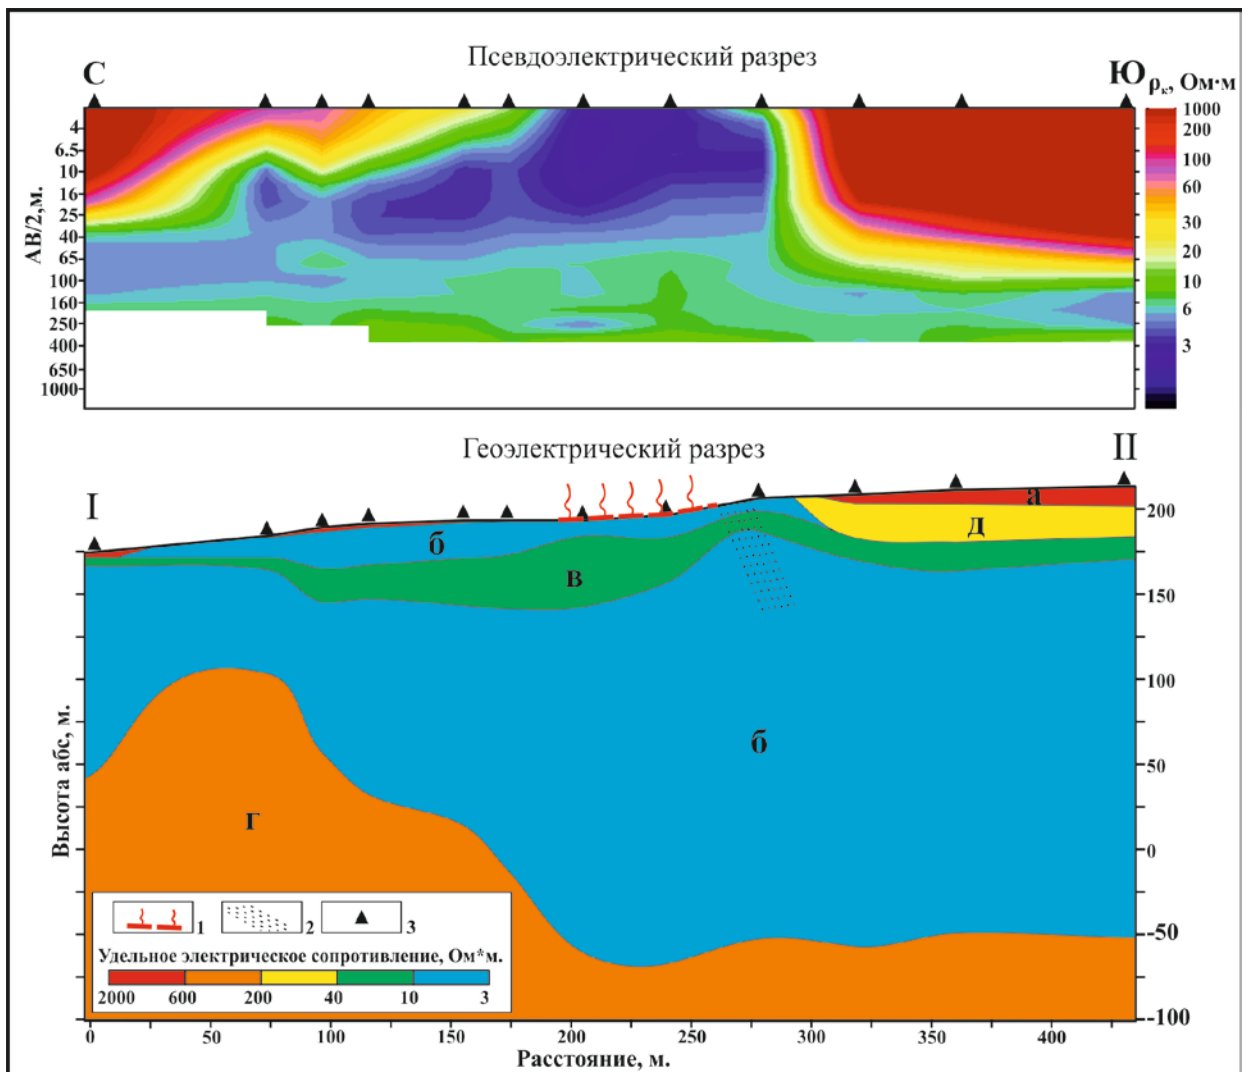 Псевдоэлектрический разрез
С
Ю
ρк, Ом·м
АВ/2,м.
4
6.5
10
16
25
40
65
100
160
250
400
650
1000
1000
200
100
60
30
20
10
6
3
Геоэлектрический разрез
I
II
а
б
д
в
б
г
Высота абс, м.
200
150
100
50
0
-50
-100
1
2
3
Удельное электрическое сопротивление, Ом*м.
2000 600 200 40 10 3
0 50 100 150 200 250 300 350 400
Расстояние, м.